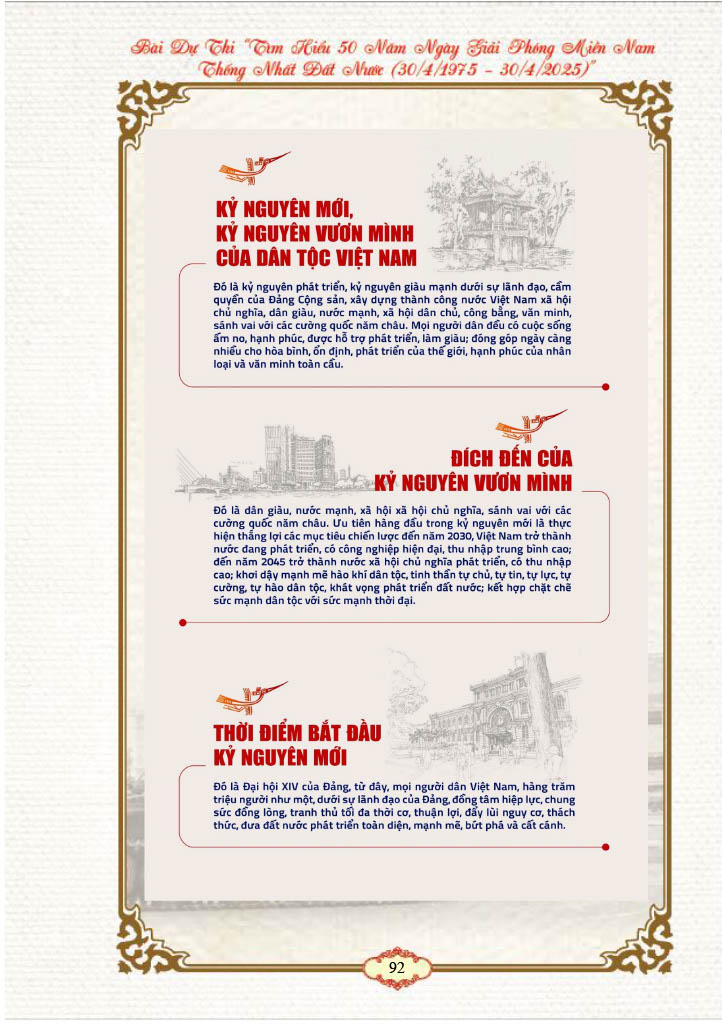 Bài Dự Thi "Tìm Hiểu 50 Năm Ngày Giải Phóng Miền Nam
Thống Nhất Đất Nước (30/4/1975 – 30/4/2025)"
KỶ NGUYÊN MỚI,
KỶ NGUYÊN VƯƠN MÌNH
CỦA DÂN TỘC VIỆT NAM
Đó là kỷ nguyên phát triển, kỷ nguyên giàu mạnh dưới sự lãnh đạo, cầm
quyền của Đảng Cộng sản, xây dựng thành công nước Việt Nam xã hội
chủ nghĩa, dân giàu, nước mạnh, xã hội dân chủ, công bằng, văn minh,
sánh vai với các cường quốc năm châu. Mọi người dân đều có cuộc sống
ấm no, hạnh phúc, được hỗ trợ phát triển, làm giàu; đóng góp ngày càng
nhiều cho hòa bình, ổn định, phát triển của thế giới, hạnh phúc của nhân
loại và văn minh toàn cầu.
ĐÍCH ĐẾN CỦA
KỶ NGUYÊN VƯƠN MÌNH
Đó là dân giàu, nước mạnh, xã hội xã hội chủ nghĩa, sánh vai với các
cường quốc năm châu. Ưu tiên hàng đầu trong kỷ nguyên mới là thực
hiện thắng lợi các mục tiêu chiến lược đến năm 2030, Việt Nam trở thành
nước đang phát triển, có công nghiệp hiện đại, thu nhập trung bình cao;
đến năm 2045 trở thành nước xã hội chủ nghĩa phát triển, có thu nhập
cao; khơi dậy mạnh mẽ hào khí dân tộc, tinh thần tự chủ, tự tin, tự lực, tự
cường, tự hào dân tộc, khát vọng phát triển đất nước; kết hợp chặt chẽ
sức mạnh dân tộc với sức mạnh thời đại.
THỜI ĐIỂM BẮT ĐẦU
KỶ NGUYÊN MỚI
Đó là Đại hội XIV của Đảng, từ đây, mọi người dân Việt Nam, hàng trăm
triệu người như một, dưới sự lãnh đạo của Đảng, đồng tâm hiệp lực, chung
sức đồng lòng, tranh thủ tối đa thời cơ, thuận lợi, đẩy lùi nguy cơ, thách
thức, đưa đất nước phát triển toàn diện, mạnh mẽ, bứt phá và cất cánh.
92